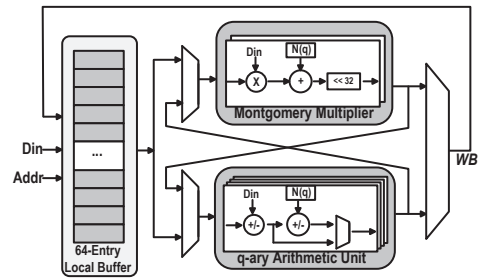 Din
N(q)
X
+
<< 32
Montgomery Multiplier
Din
Addr
...
WB
Din
N(q)
+/-
+/-
q-ary Arithmetic Unit
64-Entry
Local Buffer